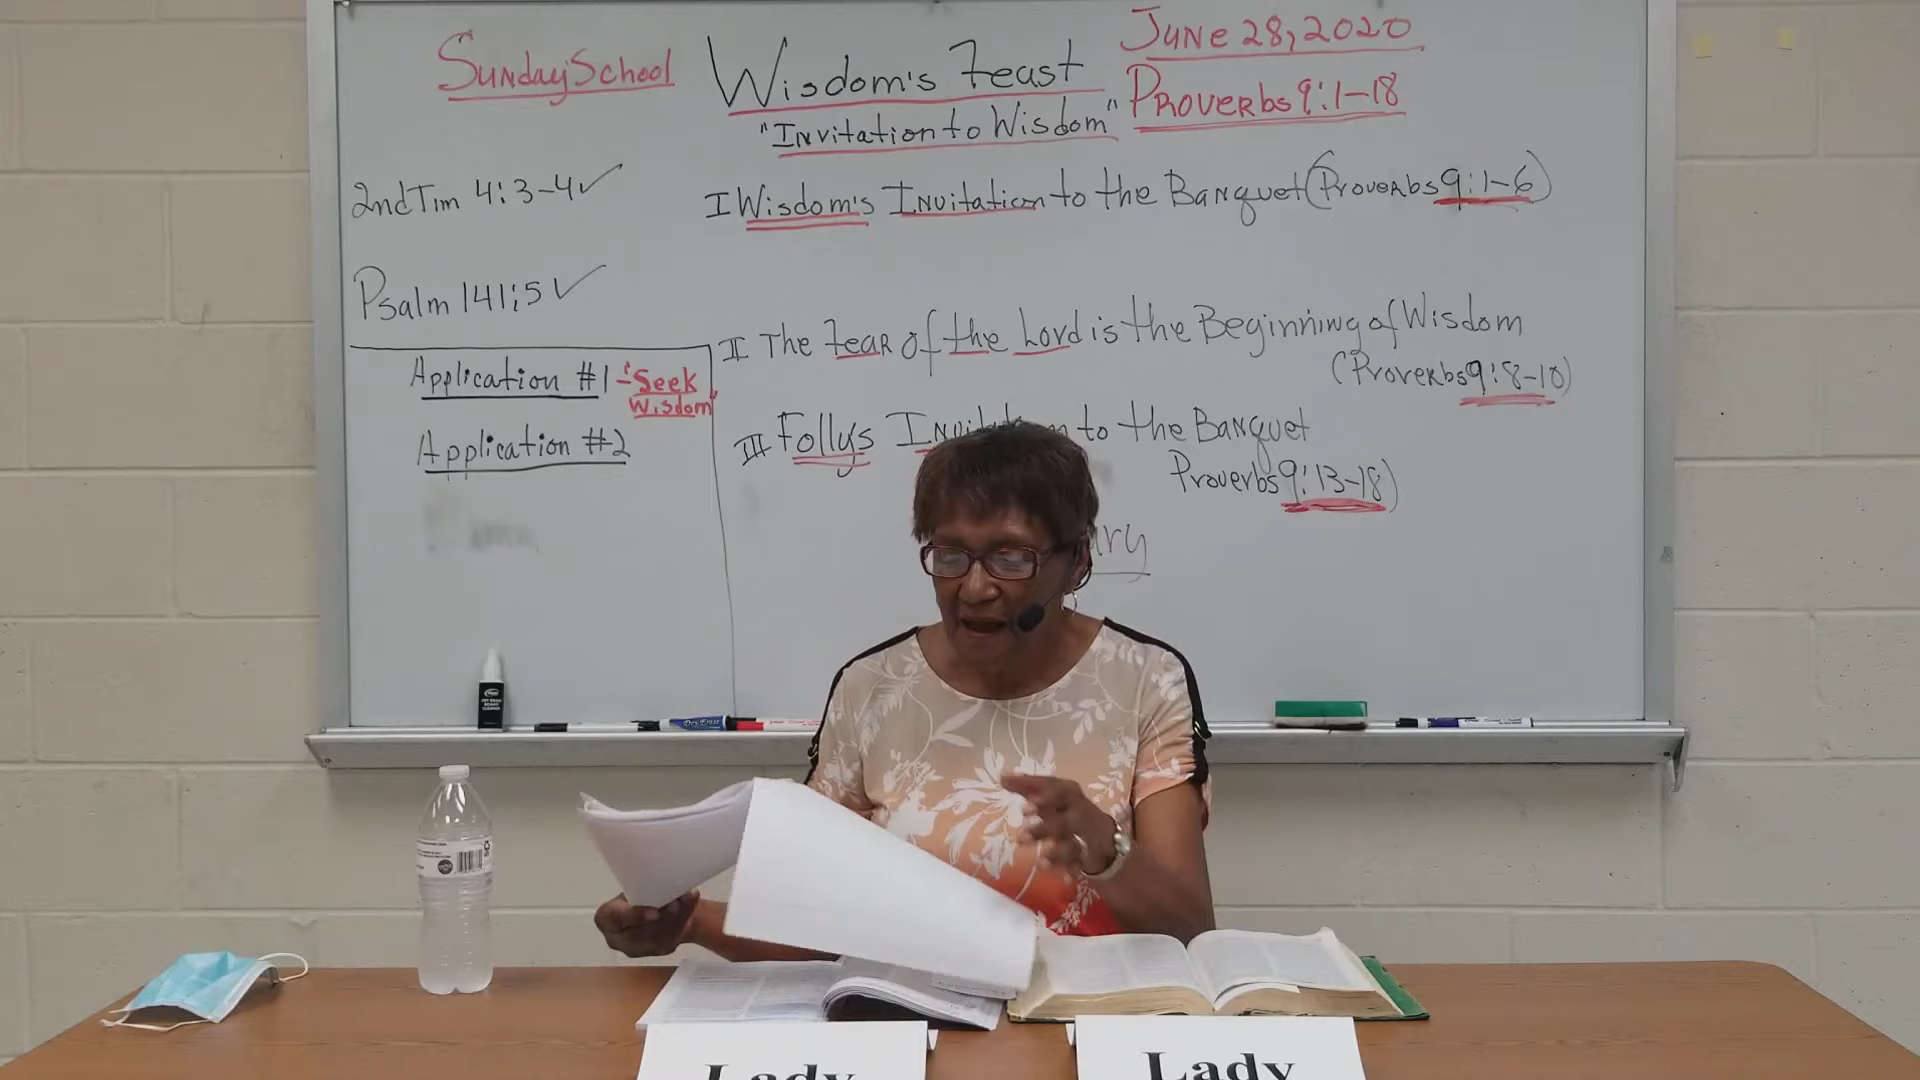 Sunday School
Wisdom's Feast
June 28, 2020
"Invitation to Wisdom"
Proverbs 9:1-18
2nd Tim 4:3-4✓
I Wisdom's Invitation to the Banquet (Proverbs 9:1-6)
Psalm 141:5✓
II The Fear of the Lord is the Beginning of Wisdom
(Proverbs 9:8-10)
Application #1 - "Seek
Wisdom"
Application #2
III Folly's to the Banquet
Proverbs 9:13-18)
Dry Erase
Lady
Lady